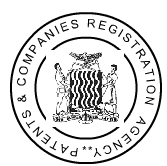 PATENTS & COMPANIES REGISTRATION AGENCY**